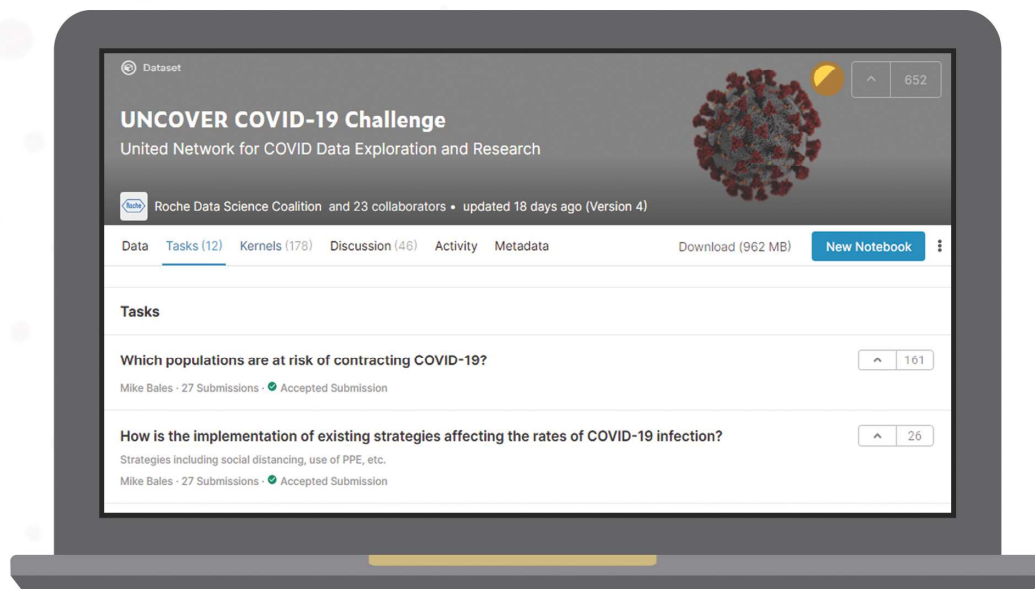 Dataset
652
UNCOVER COVID-19 Challenge
United Network for COVID Data Exploration and Research
Roche
Roche Data Science Coalition and 23 collaborators • updated 18 days ago (Version 4)
Data Tasks (12) Kernels (178) Discussion (46) Activity Metadata Download (962 MB) New Notebook
Tasks
Which populations are at risk of contracting COVID-19?
161
Mike Bales · 27 Submissions · Accepted Submission
How is the implementation of existing strategies affecting the rates of COVID-19 infection?
26
Strategies including social distancing, use of PPE, etc.
Mike Bales · 27 Submissions · Accepted Submission